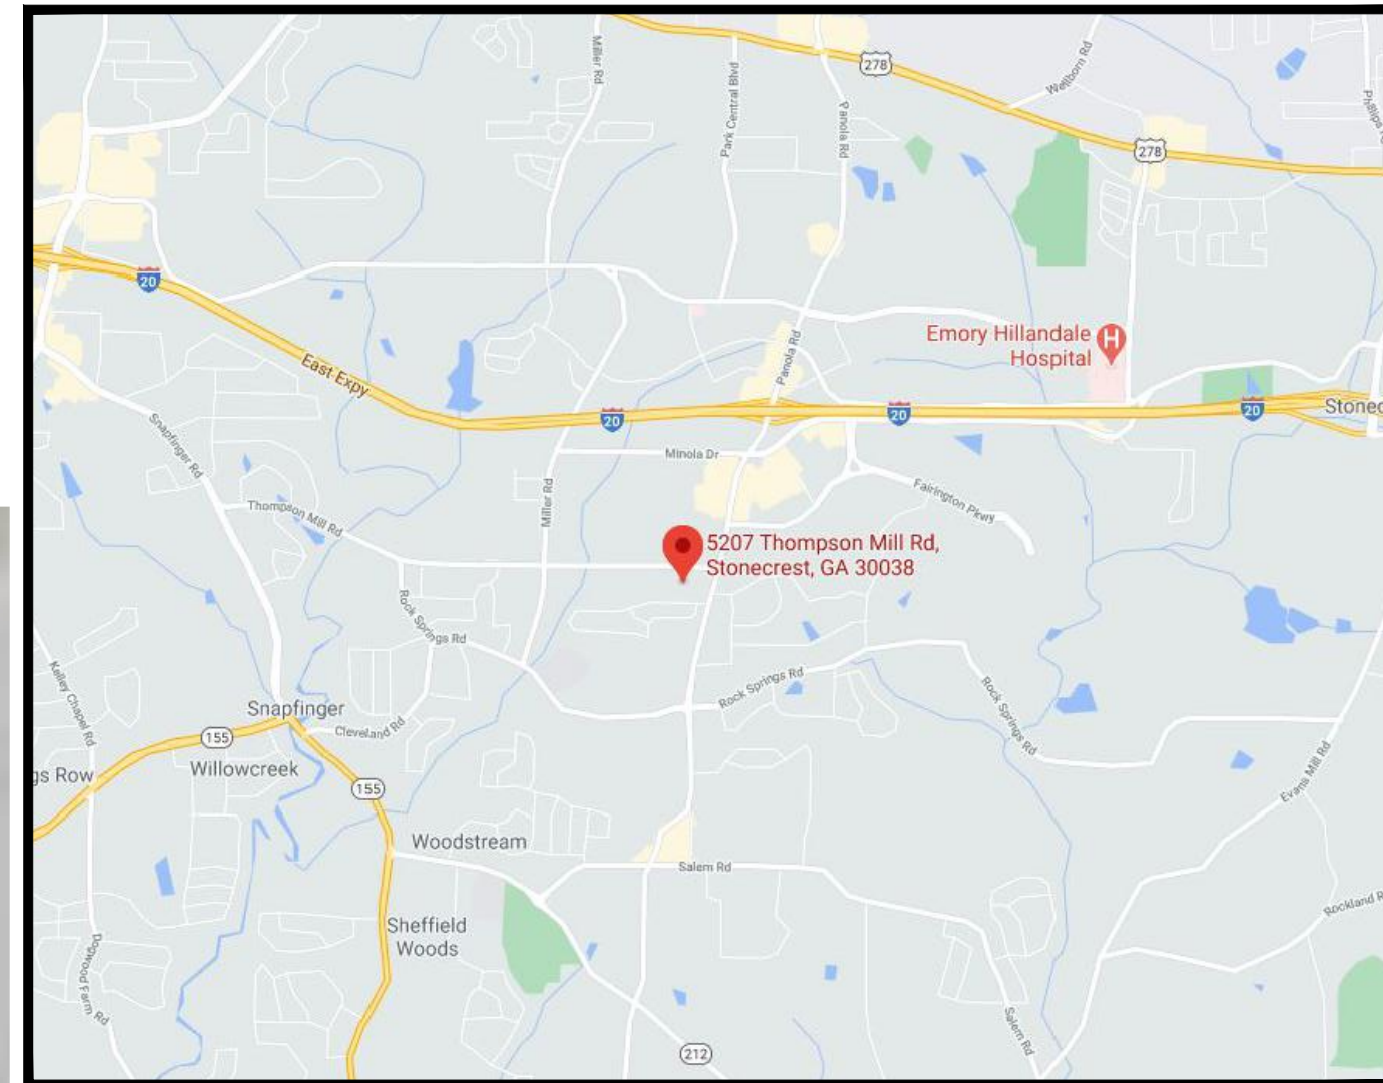 Miller Rd
278
Park Central Blvd
Panola Rd
Wellborn Rd
278
20
Emory Hillandale
Hospital
H
East Expy
Panola Rd
20
20
20
Snapfinger Rd
Minola Dr
Thompson Mill Rd
Miller Rd
Fairington Pkwy
5207 Thompson Mill Rd,
Stonecrest, GA 30038
Rock Springs Rd
Kelley Chapel Rd
Snapfinger
Rock Springs Rd
Rock Springs Rd
155
Cleveland Rd
gs Row
Willowcreek
155
Evans Mill Rd
Woodstream
Salem Rd
Sheffield
Woods
Rockland R
Dogwood Farm Rd
Salem Rd
212